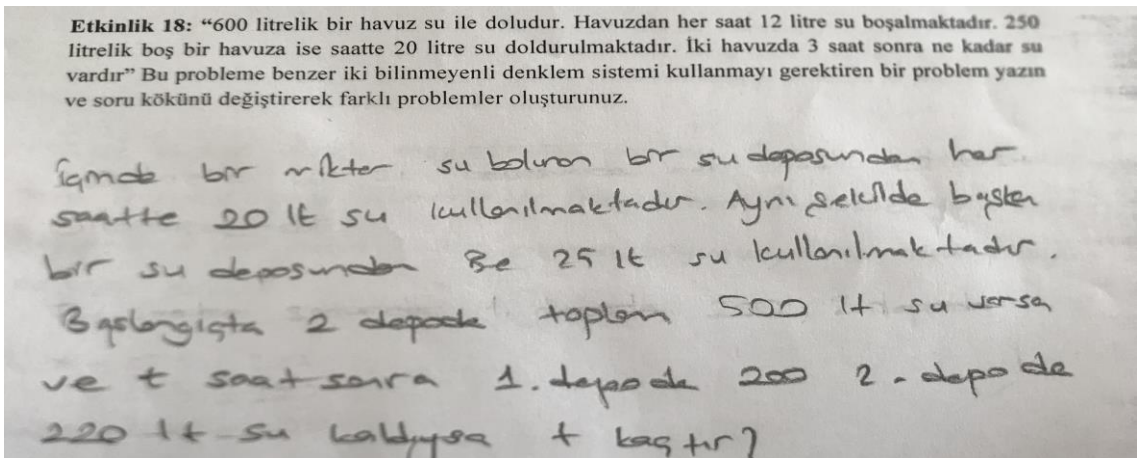 Etkinlik 18: “600 litrelik bir havuz su ile doludur. Havuzdan her saat 12 litre su boşalmaktadır. 250
litrelik boş bir havuza ise saatte 20 litre su doldurulmaktadır. İki havuzda 3 saat sonra ne kadar su
vardır” Bu probleme benzer iki bilinmeyenli denklem sistemi kullanmayı gerektiren bir problem yazın
ve soru kökünü değiştirerek farklı problemler oluşturunuz.
içinde bir miktar su bulunan bir su deposundan her
saatte 20 lt su kullanılmaktadır. Aynı şekilde başka
bir su deposundan ise 25 lt su kullanılmaktadır.
Başlangıçta 2 depoda toplam 500 lt su varsa
ve t saat sonra 1. depoda 200 2. depoda
220 lt su kaldıysa t kaçtır?